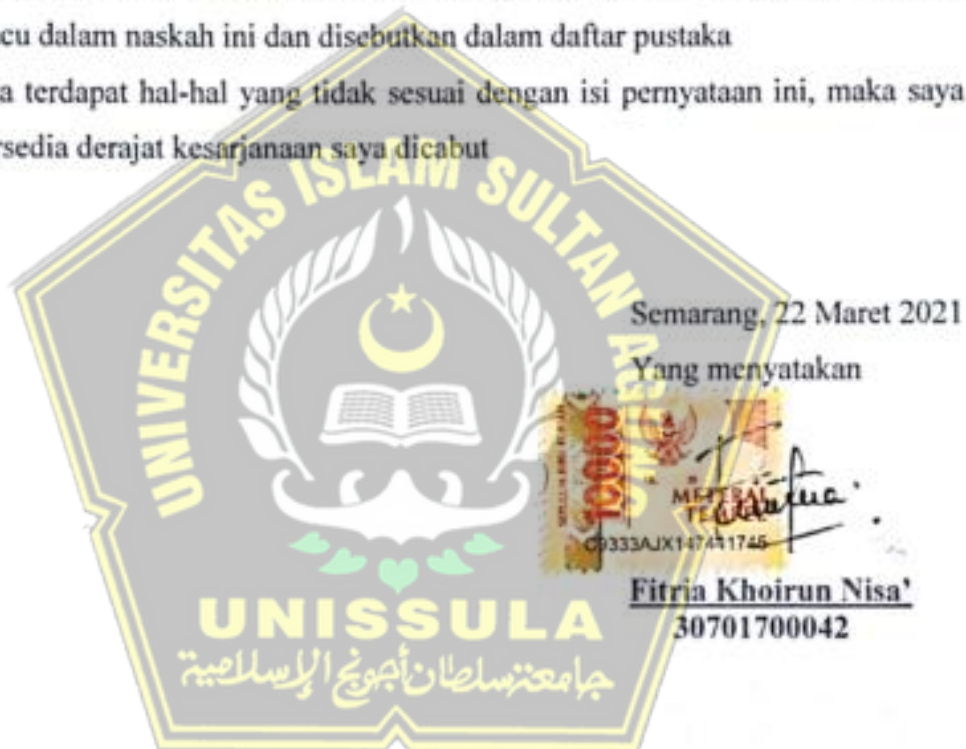 cu dalam naskah ini dan disebutkan dalam daftar pustaka
a terdapat hal-hal yang tidak sesuai dengan isi pernyataan ini, maka saya
rsedia derajat kesarjanaan saya dicabut
UNIVERSITAS ISLAM SULTAN AGUNG
Semarang, 22 Maret 2021
Yang menyatakan
10000
METERAI
TEMPEL
Fitria Khoirun Nisa'
30701700042
UNISSULA
جامعة سلطان أجونج الإسلامية